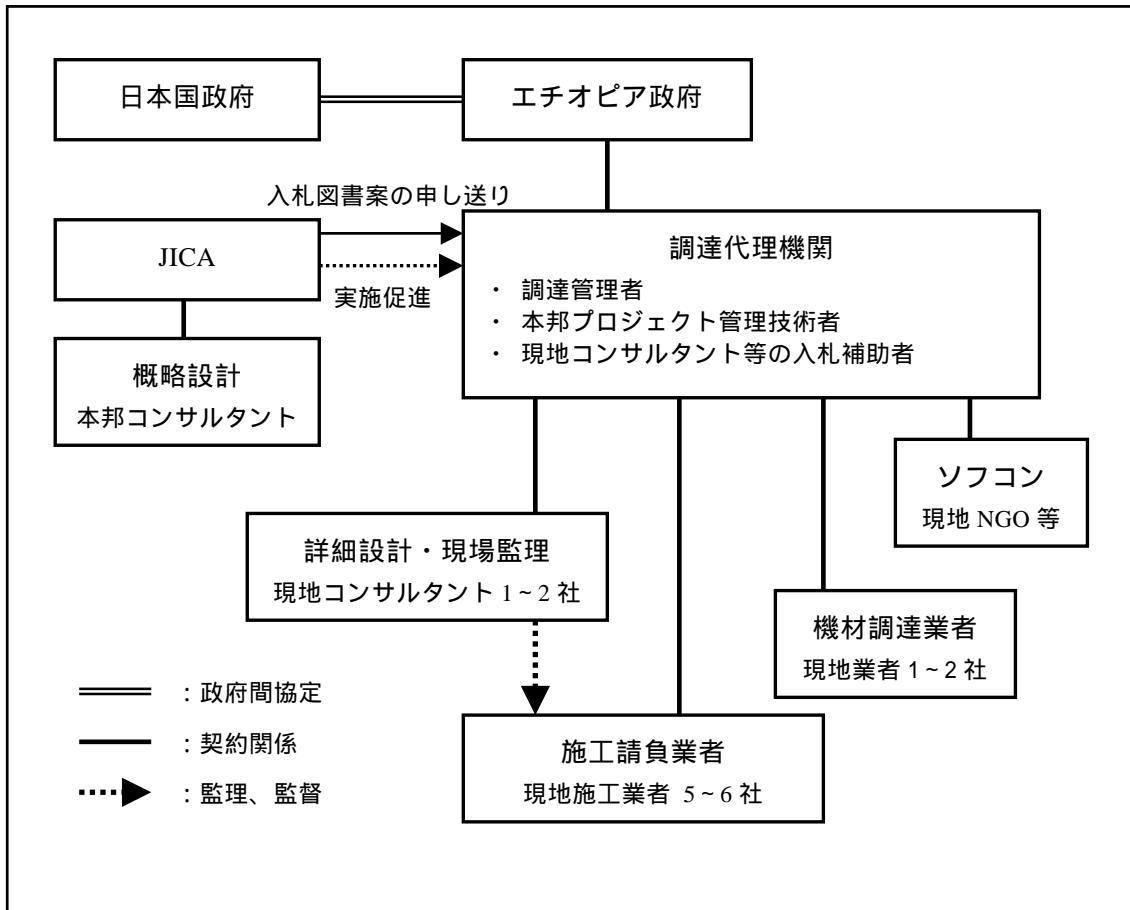 日本国政府
エチオピア政府
入札図書案の申し送り
JICA
実施促進
調達代理機関
・ 調達管理者
・ 本邦プロジェクト管理技術者
・ 現地コンサルタント等の入札補助者
概略設計
本邦コンサルタント
ソフコン
現地 NGO 等
詳細設計・現場監理
現地コンサルタント 1~2 社
機材調達業者
現地業者 1~2 社
施工請負業者
現地施工業者 5~6 社
：政府間協定
：契約関係
：監理、監督